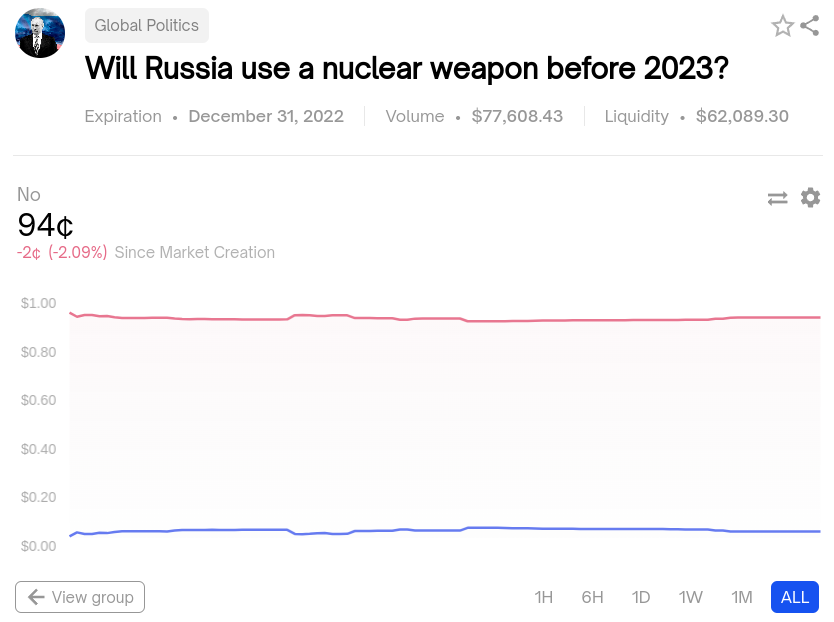 Global Politics
Will Russia use a nuclear weapon before 2023?
Expiration • December 31, 2022 Volume • $77,608.43 Liquidity • $62,089.30
No
94¢
-2¢ (-2.09%) Since Market Creation
$1.00
$0.80
$0.60
$0.40
$0.20
$0.00
View group 1H 6H 1D 1W 1M ALL